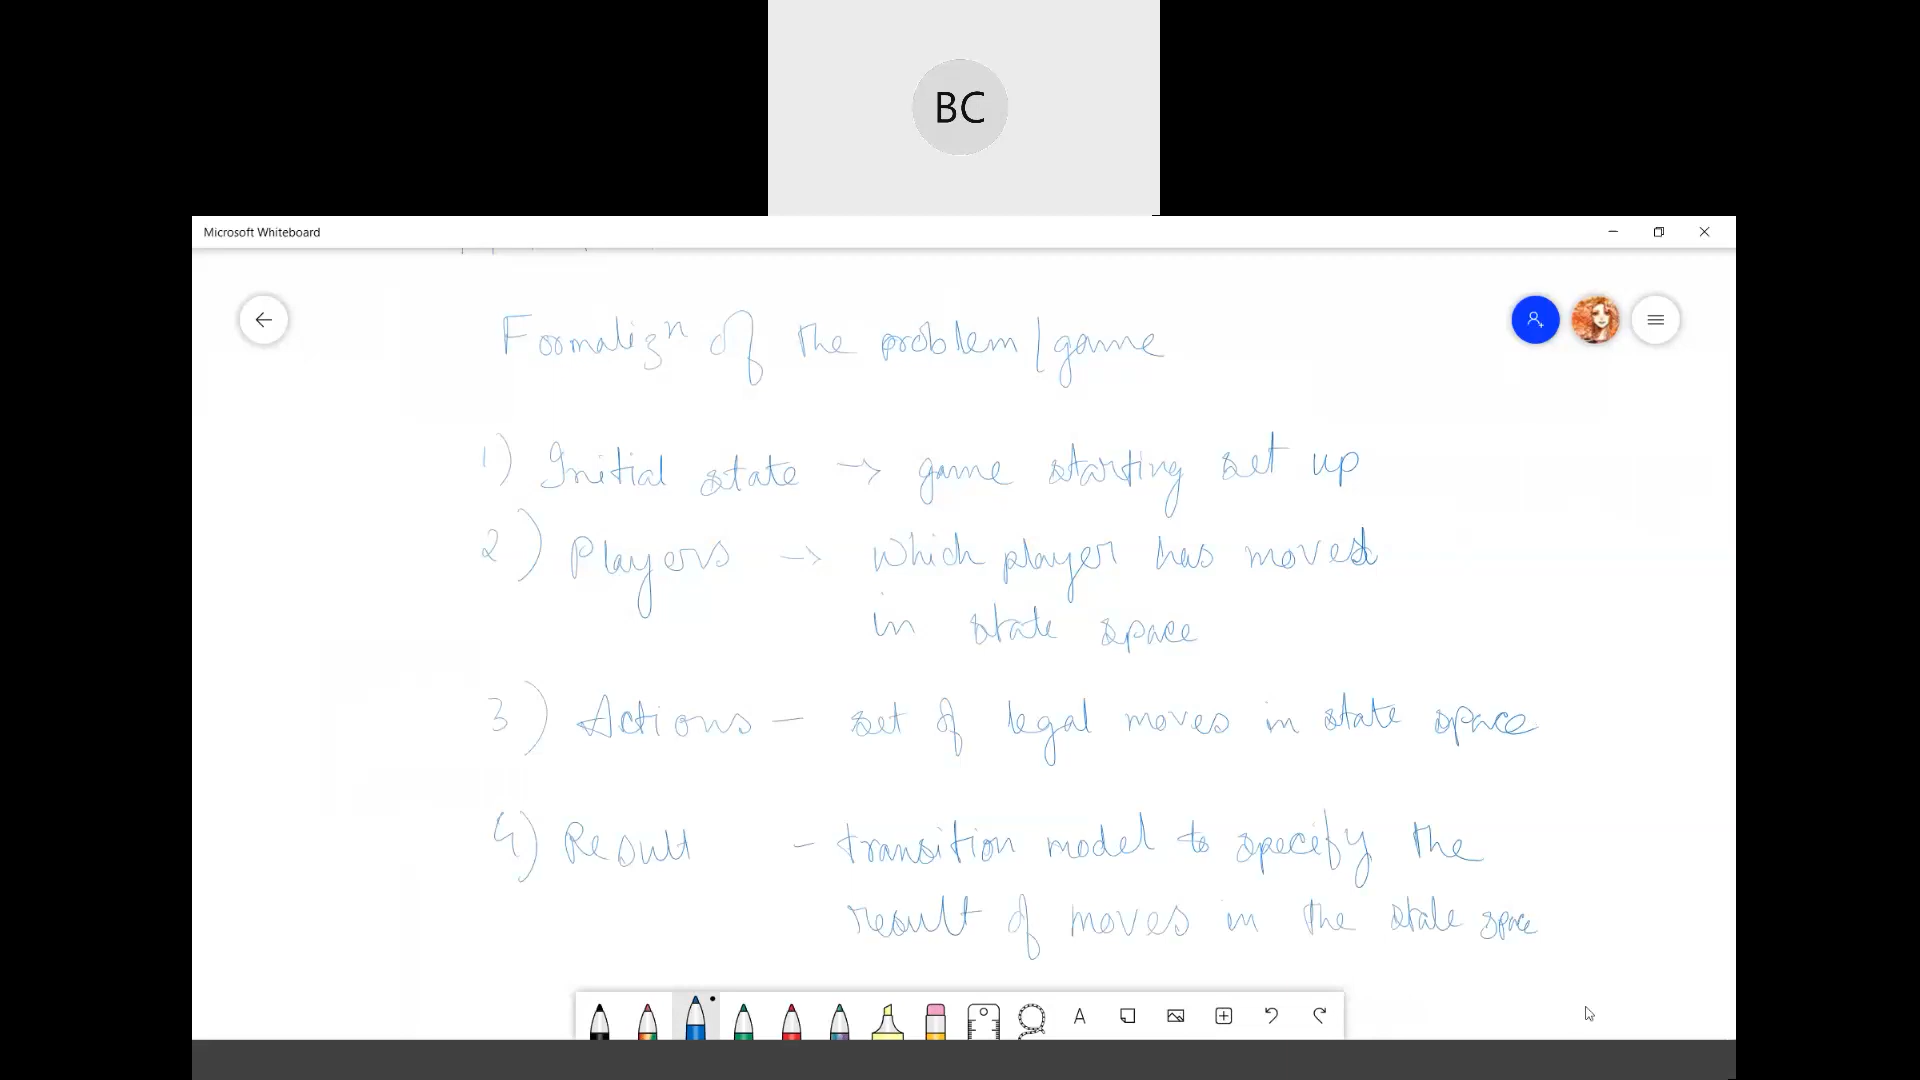 BC
Microsoft Whiteboard
Formalizn of the problem/game
1) Initial state → game starting set up
2) Players → which player has moves
in state space
3) Actions – set of legal moves in state space
4) Result – transition model to specify the
result of moves in the state space
A